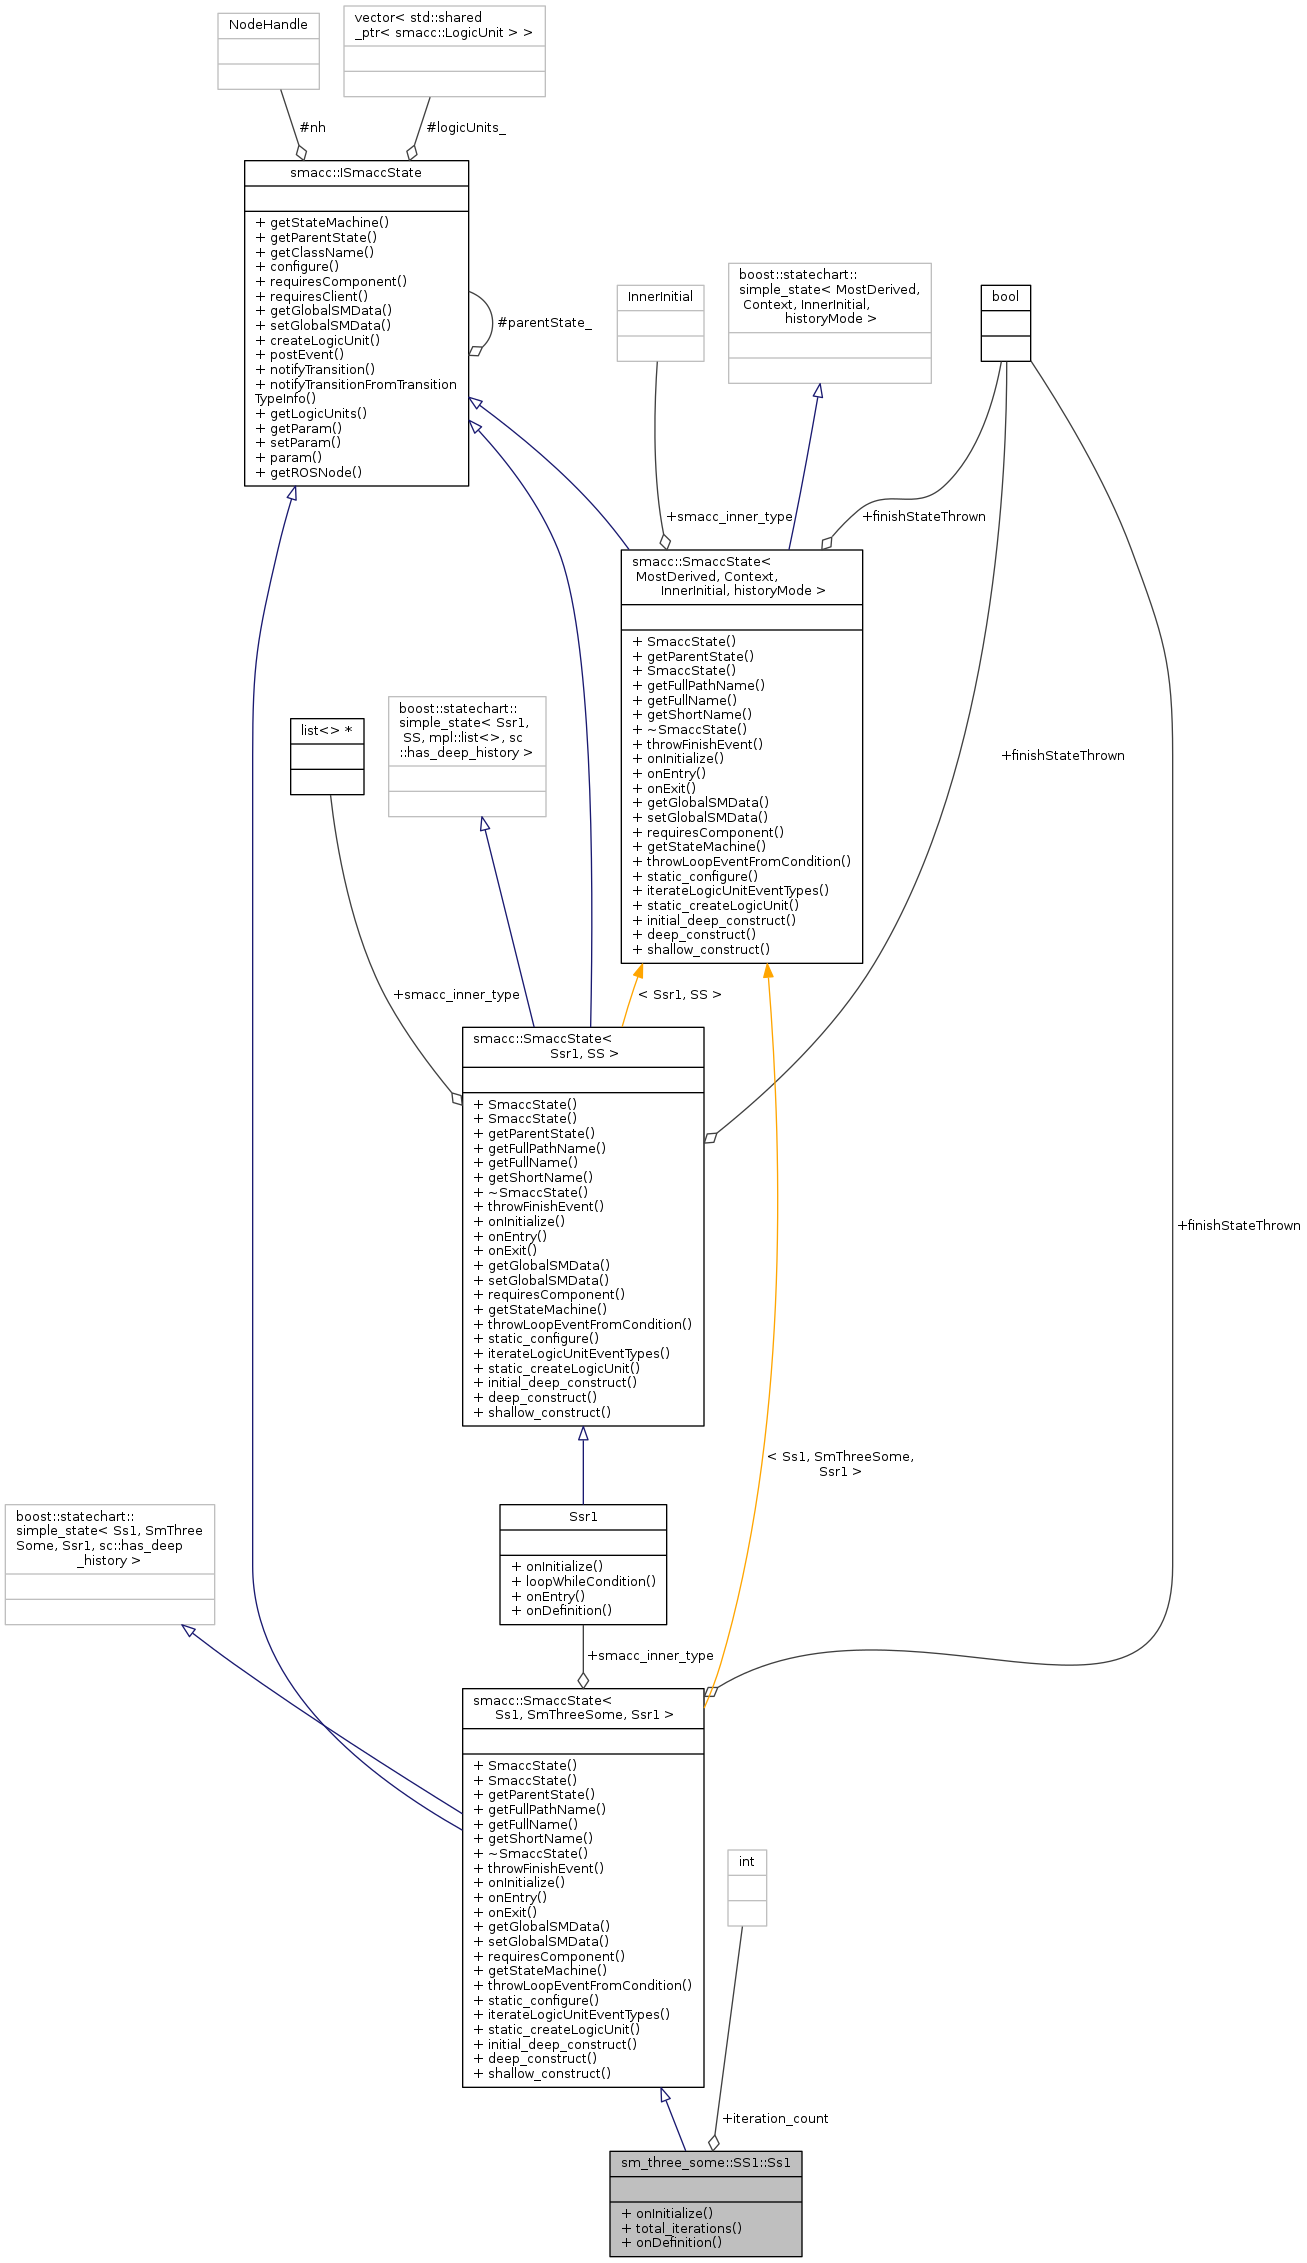 NodeHandle
vector< std::shared
_ptr< smacc::LogicUnit > >
#nh
#logicUnits_
smacc::ISmaccState
+ getStateMachine()
+ getParentState()
+ getClassName()
+ configure()
+ requiresComponent()
+ requiresClient()
+ getGlobalSMData()
+ setGlobalSMData()
+ createLogicUnit()
+ postEvent()
+ notifyTransition()
+ notifyTransitionFromTransition
TypeInfo()
+ getLogicUnits()
+ getParam()
+ setParam()
+ param()
+ getROSNode()
#parentState_
InnerInitial
boost::statechart::
simple_state< MostDerived,
Context, InnerInitial,
historyMode >
bool
+smacc_inner_type
+finishStateThrown
smacc::SmaccState<
MostDerived, Context,
InnerInitial, historyMode >
+ SmaccState()
+ getParentState()
+ SmaccState()
+ getFullPathName()
+ getFullName()
+ getShortName()
+ ~SmaccState()
+ throwFinishEvent()
+ onInitialize()
+ onEntry()
+ onExit()
+ getGlobalSMData()
+ setGlobalSMData()
+ requiresComponent()
+ getStateMachine()
+ throwLoopEventFromCondition()
+ static_configure()
+ iterateLogicUnitEventTypes()
+ static_createLogicUnit()
+ initial_deep_construct()
+ deep_construct()
+ shallow_construct()
list<> *
boost::statechart::
simple_state< Ssr1,
SS, mpl::list<>, sc
::has_deep_history >
+finishStateThrown
+smacc_inner_type
< Ssr1, SS >
smacc::SmaccState<
Ssr1, SS >
+ SmaccState()
+ SmaccState()
+ getParentState()
+ getFullPathName()
+ getFullName()
+ getShortName()
+ ~SmaccState()
+ throwFinishEvent()
+ onInitialize()
+ onEntry()
+ onExit()
+ getGlobalSMData()
+ setGlobalSMData()
+ requiresComponent()
+ getStateMachine()
+ throwLoopEventFromCondition()
+ static_configure()
+ iterateLogicUnitEventTypes()
+ static_createLogicUnit()
+ initial_deep_construct()
+ deep_construct()
+ shallow_construct()
+finishStateThrown
< Ss1, SmThreeSome,
Ssr1 >
boost::statechart::
simple_state< Ss1, SmThree
Some, Ssr1, sc::has_deep
_history >
Ssr1
+ onInitialize()
+ loopWhileCondition()
+ onEntry()
+ onDefinition()
+smacc_inner_type
smacc::SmaccState<
Ss1, SmThreeSome, Ssr1 >
+ SmaccState()
+ SmaccState()
+ getParentState()
+ getFullPathName()
+ getFullName()
+ getShortName()
+ ~SmaccState()
+ throwFinishEvent()
+ onInitialize()
+ onEntry()
+ onExit()
+ getGlobalSMData()
+ setGlobalSMData()
+ requiresComponent()
+ getStateMachine()
+ throwLoopEventFromCondition()
+ static_configure()
+ iterateLogicUnitEventTypes()
+ static_createLogicUnit()
+ initial_deep_construct()
+ deep_construct()
+ shallow_construct()
int
+iteration_count
sm_three_some::SS1::Ss1
+ onInitialize()
+ total_iterations()
+ onDefinition()